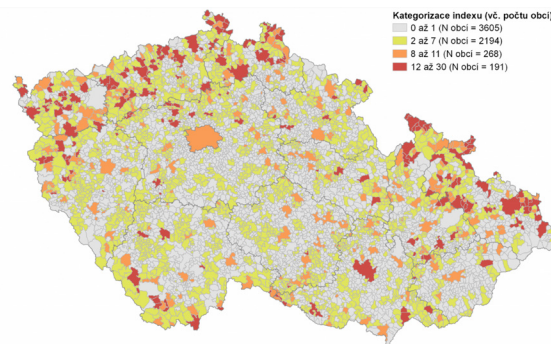 Kategorizace indexu (vč. počtu obcí)
0 až 1 (N obcí = 3605)
2 až 7 (N obcí = 2194)
8 až 11 (N obcí = 268)
12 až 30 (N obcí = 191)